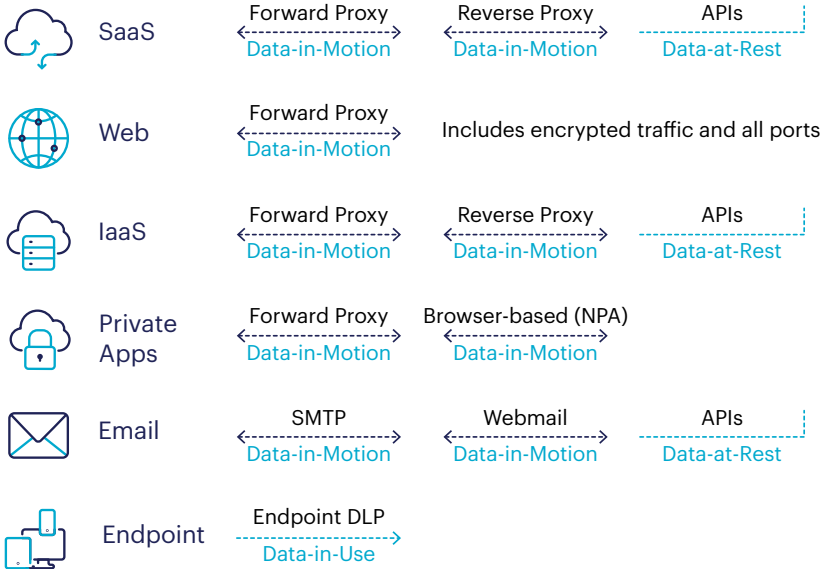 SaaS
Forward Proxy
Data-in-Motion
Reverse Proxy
Data-in-Motion
APIs
Data-at-Rest
Web
Forward Proxy
Data-in-Motion
Includes encrypted traffic and all ports
IaaS
Forward Proxy
Data-in-Motion
Reverse Proxy
Data-in-Motion
APIs
Data-at-Rest
Private
Apps
Forward Proxy
Data-in-Motion
Browser-based (NPA)
Data-in-Motion
Email
SMTP
Data-in-Motion
Webmail
Data-in-Motion
APIs
Data-at-Rest
Endpoint
Endpoint DLP
Data-in-Use